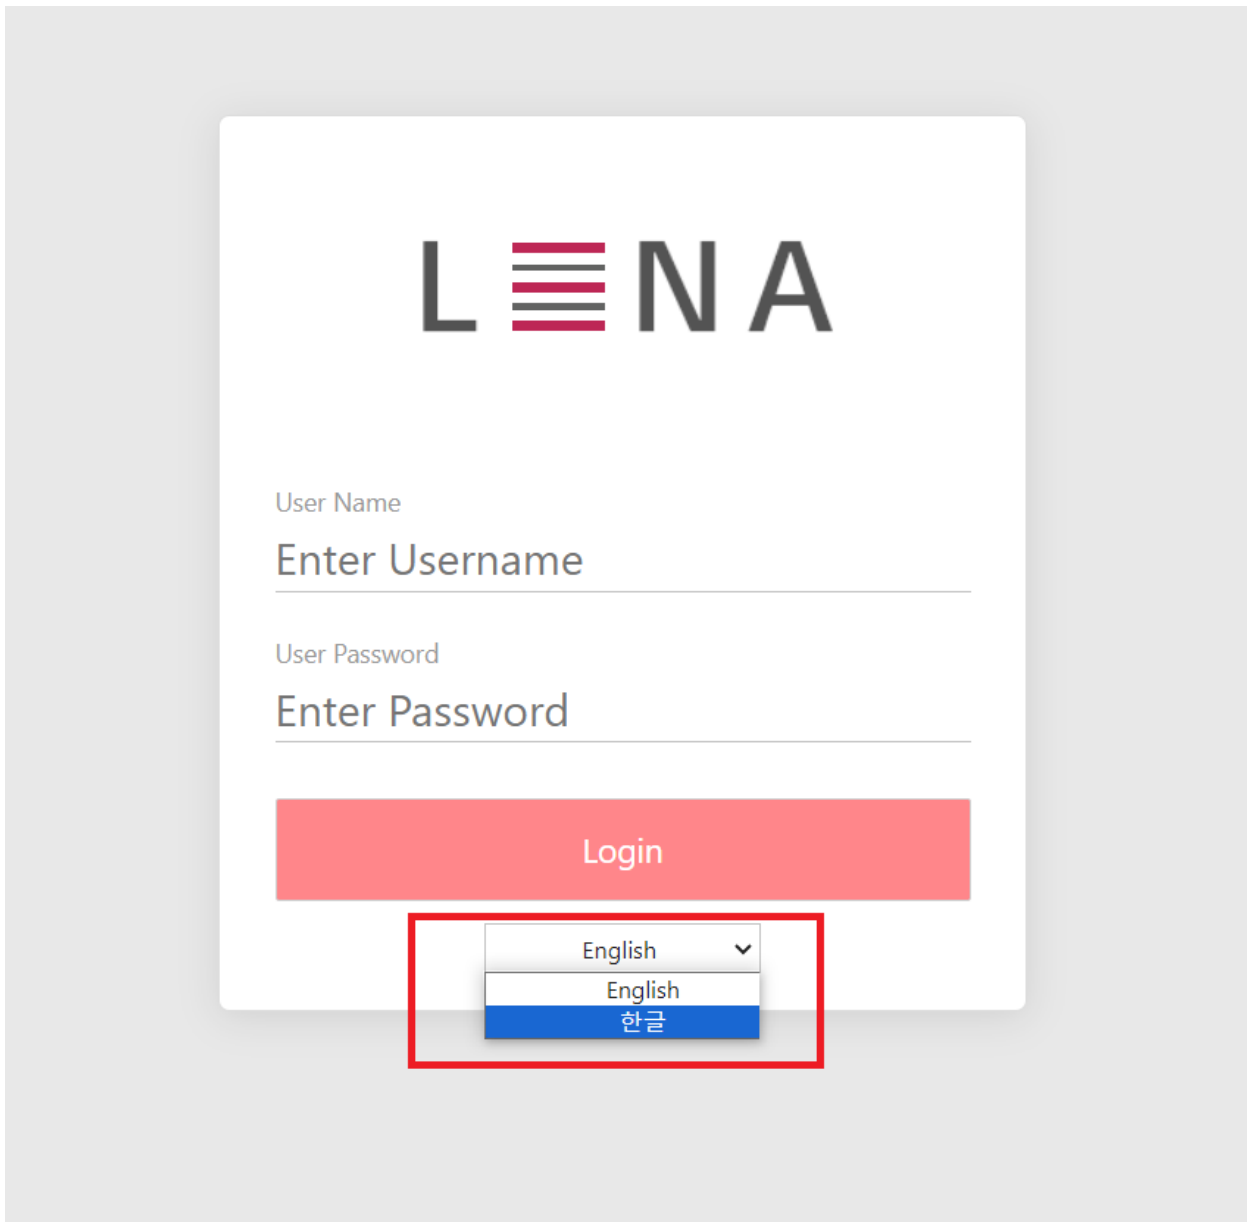 LENA
User Name
Enter Username
User Password
Enter Password
Login
English
English
한글